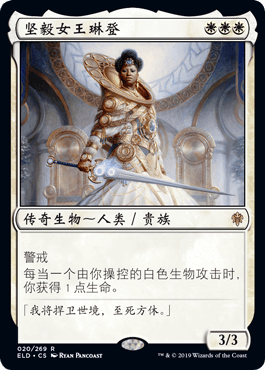 坚毅女王琳登
传奇生物～人类 / 贵族
警戒
每当一个由你操控的白色生物攻击时，
你获得 1 点生命。
「我将捍卫世境，至死方休。」
3/3
020/269 R
ELD • CS Ryan Pancoast
™ & © 2019 Wizards of the Coast